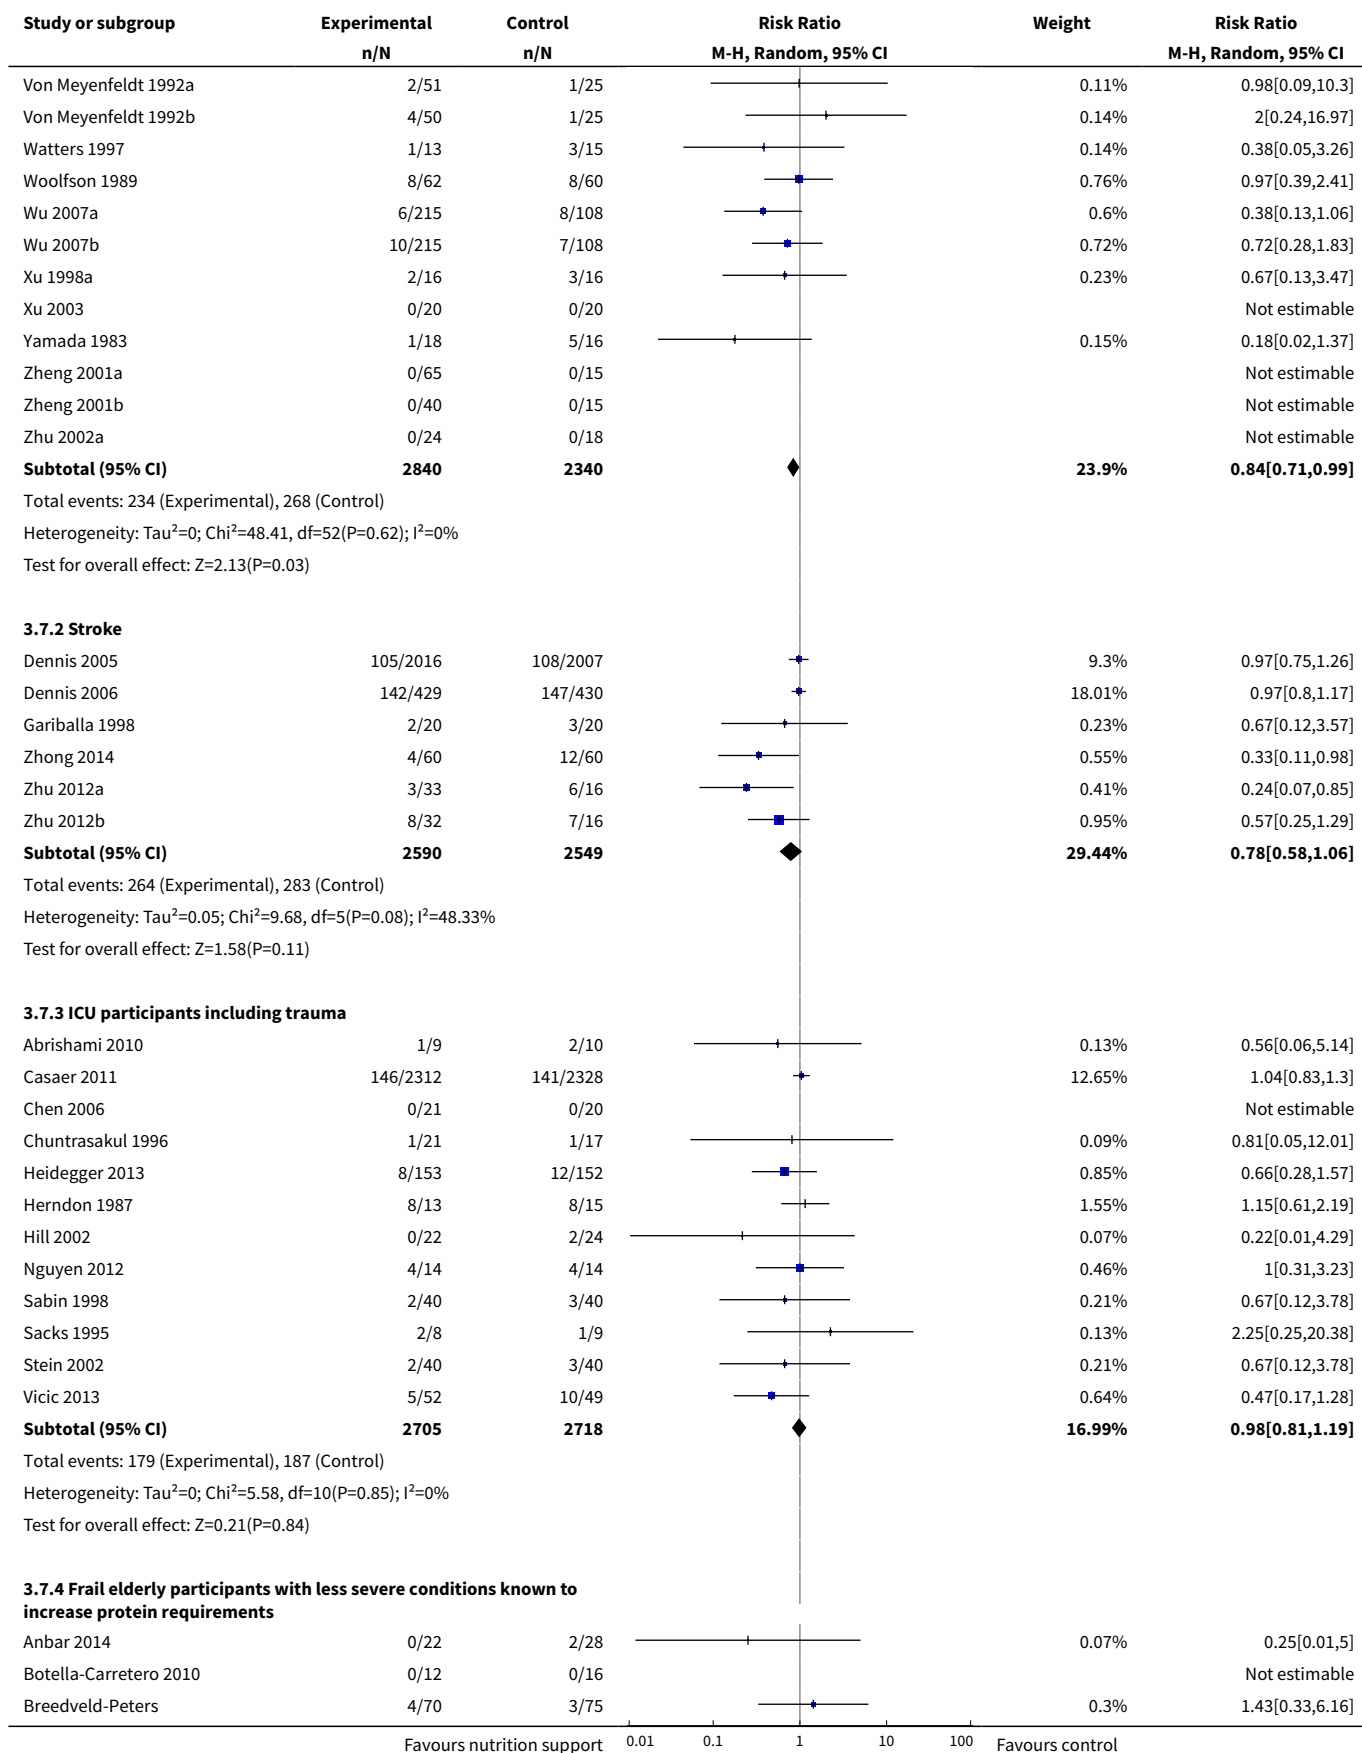 Study or subgroup Experimental Control Risk Ratio Weight Risk Ratio
n/N n/N M-H, Random, 95% CI M-H, Random, 95% CI
Von Meyenfeldt 1992a 2/51 1/25 0.11% 0.98[0.09,10.3]
Von Meyenfeldt 1992b 4/50 1/25 0.14% 2[0.24,16.97]
Watters 1997 1/13 3/15 0.14% 0.38[0.05,3.26]
Woolfson 1989 8/62 8/60 0.76% 0.97[0.39,2.41]
Wu 2007a 6/215 8/108 0.6% 0.38[0.13,1.06]
Wu 2007b 10/215 7/108 0.72% 0.72[0.28,1.83]
Xu 1998a 2/16 3/16 0.23% 0.67[0.13,3.47]
Xu 2003 0/20 0/20 Not estimable
Yamada 1983 1/18 5/16 0.15% 0.18[0.02,1.37]
Zheng 2001a 0/65 0/15 Not estimable
Zheng 2001b 0/40 0/15 Not estimable
Zhu 2002a 0/24 0/18 Not estimable
Subtotal (95% CI) 2840 2340 23.9% 0.84[0.71,0.99]
Total events: 234 (Experimental), 268 (Control)
Heterogeneity: Tau²=0; Chi²=48.41, df=52(P=0.62); I²=0%
Test for overall effect: Z=2.13(P=0.03)
3.7.2 Stroke
Dennis 2005 105/2016 108/2007 9.3% 0.97[0.75,1.26]
Dennis 2006 142/429 147/430 18.01% 0.97[0.8,1.17]
Gariballa 1998 2/20 3/20 0.23% 0.67[0.12,3.57]
Zhong 2014 4/60 12/60 0.55% 0.33[0.11,0.98]
Zhu 2012a 3/33 6/16 0.41% 0.24[0.07,0.85]
Zhu 2012b 8/32 7/16 0.95% 0.57[0.25,1.29]
Subtotal (95% CI) 2590 2549 29.44% 0.78[0.58,1.06]
Total events: 264 (Experimental), 283 (Control)
Heterogeneity: Tau²=0.05; Chi²=9.68, df=5(P=0.08); I²=48.33%
Test for overall effect: Z=1.58(P=0.11)
3.7.3 ICU participants including trauma
Abrishami 2010 1/9 2/10 0.13% 0.56[0.06,5.14]
Casaer 2011 146/2312 141/2328 12.65% 1.04[0.83,1.3]
Chen 2006 0/21 0/20 Not estimable
Chuntrasakul 1996 1/21 1/17 0.09% 0.81[0.05,12.01]
Heidegger 2013 8/153 12/152 0.85% 0.66[0.28,1.57]
Herndon 1987 8/13 8/15 1.55% 1.15[0.61,2.19]
Hill 2002 0/22 2/24 0.07% 0.22[0.01,4.29]
Nguyen 2012 4/14 4/14 0.46% 1[0.31,3.23]
Sabin 1998 2/40 3/40 0.21% 0.67[0.12,3.78]
Sacks 1995 2/8 1/9 0.13% 2.25[0.25,20.38]
Stein 2002 2/40 3/40 0.21% 0.67[0.12,3.78]
Vicic 2013 5/52 10/49 0.64% 0.47[0.17,1.28]
Subtotal (95% CI) 2705 2718 16.99% 0.98[0.81,1.19]
Total events: 179 (Experimental), 187 (Control)
Heterogeneity: Tau²=0; Chi²=5.58, df=10(P=0.85); I²=0%
Test for overall effect: Z=0.21(P=0.84)
3.7.4 Frail elderly participants with less severe conditions known to
increase protein requirements
Anbar 2014 0/22 2/28 0.07% 0.25[0.01,5]
Botella-Carretero 2010 0/12 0/16 Not estimable
Breedveld-Peters 4/70 3/75 0.3% 1.43[0.33,6.16]
Favours nutrition support 0.01 0.1 1 10 100 Favours control